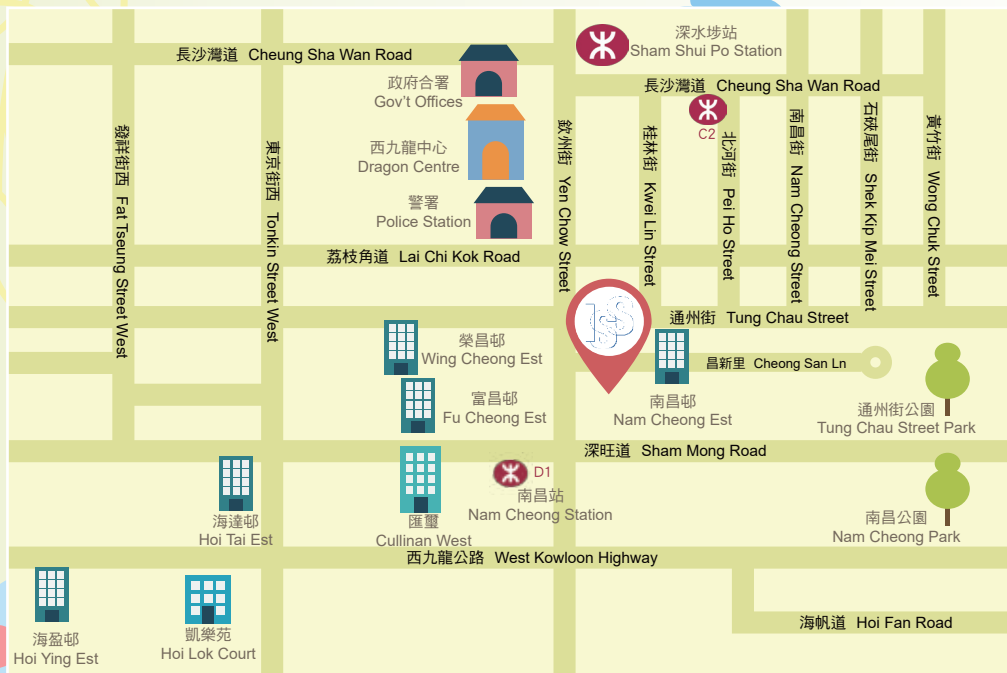 深水埗站
Sham Shui Po Station
長沙灣道 Cheung Sha Wan Road
政府合署
Gov't Offices
長沙灣道 Cheung Sha Wan Road
C2
西九龍中心
Dragon Centre
警署
Police Station
發祥街西 Fat Tseung Street West
東京街西 Tonkin Street West
欽州街 Yen Chow Street
桂林街 Kwei Lin Street
北河街 Pei Ho Street
南昌街 Nam Cheong Street
石硤尾街 Shek Kip Mei Street
黃竹街 Wong Chuk Street
荔枝角道 Lai Chi Kok Road
通州街 Tung Chau Street
榮昌邨
Wing Cheong Est
昌新里 Cheong San Ln
富昌邨
Fu Cheong Est
南昌邨
Nam Cheong Est
通州街公園
Tung Chau Street Park
深旺道 Sham Mong Road
D1
南昌站
Nam Cheong Station
海達邨
Hoi Tai Est
匯璽
Cullinan West
南昌公園
Nam Cheong Park
西九龍公路 West Kowloon Highway
海帆道 Hoi Fan Road
海盈邨
Hoi Ying Est
凱樂苑
Hoi Lok Court